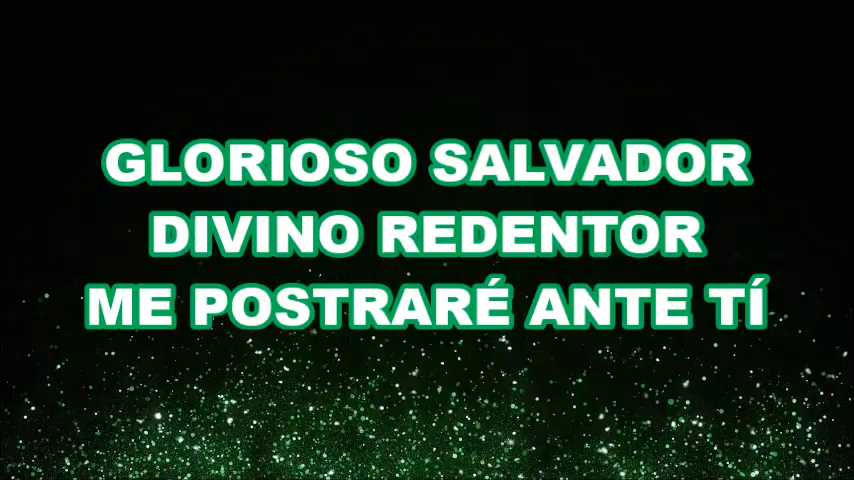 GLORIOSO SALVADOR
DIVINO REDENTOR
ME POSTRARÉ ANTE TÍ